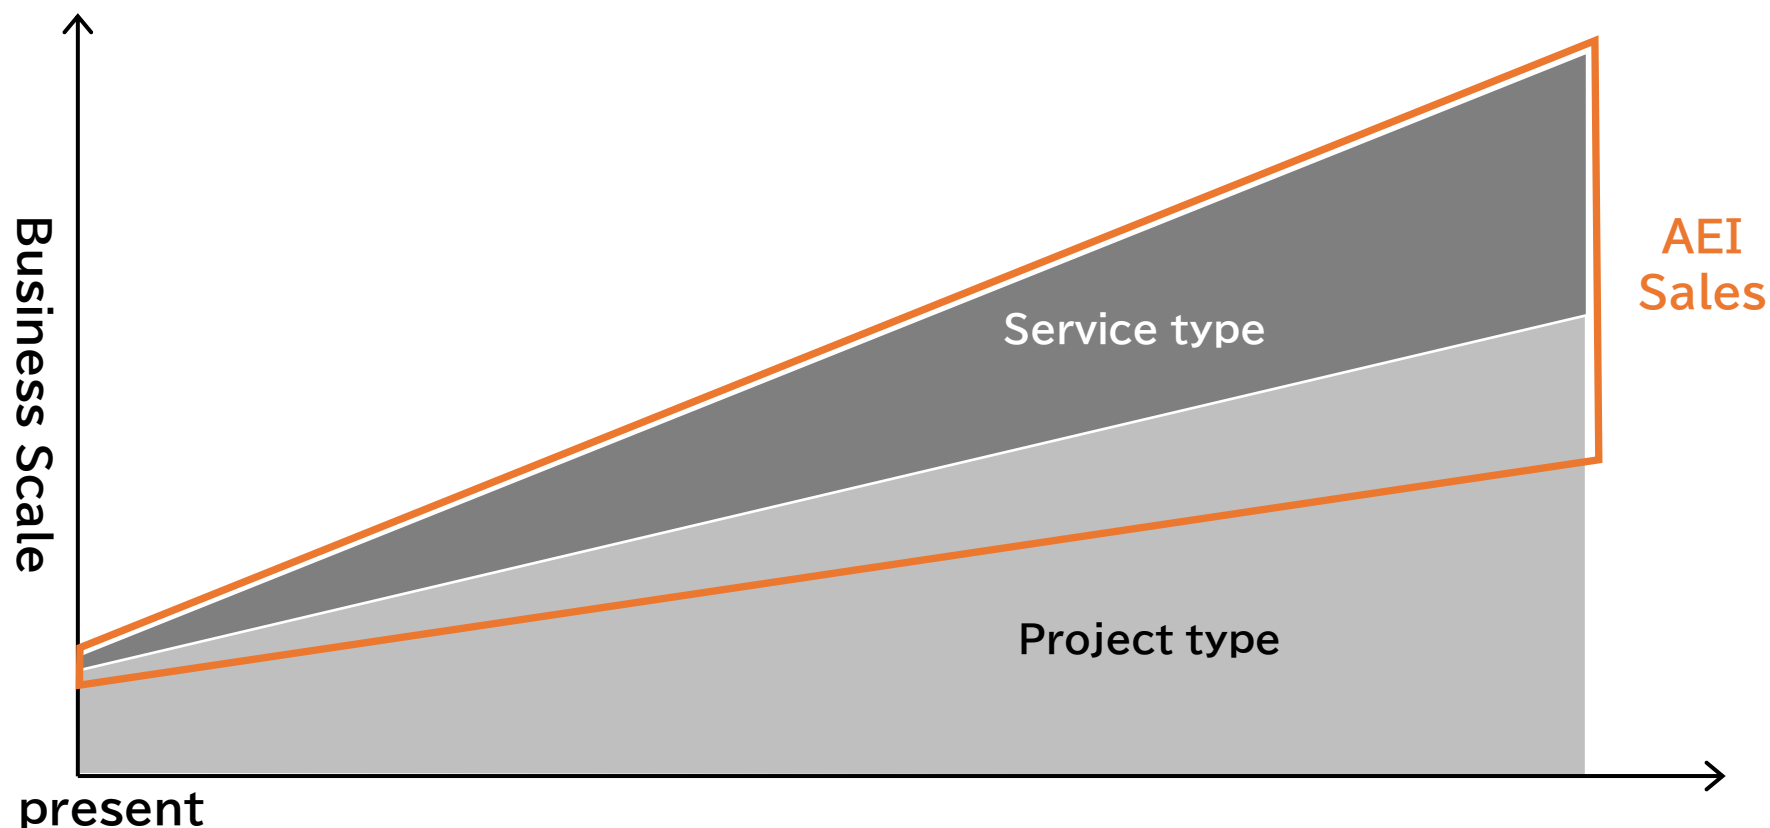 Business Scale
AEI
Sales
Service type
Project type
present